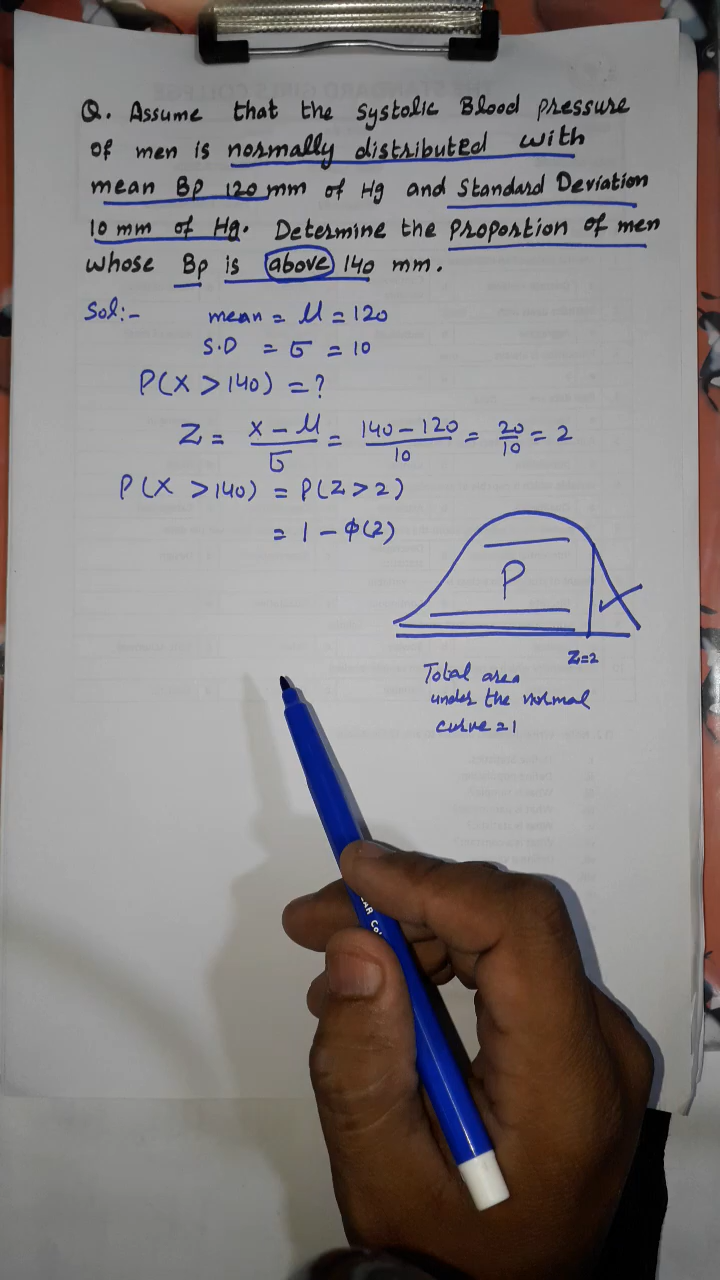 Q. Assume that the systolic Blood pressure
of men is normally distributed with
mean Bp 120 mm of Hg and Standard Deviation
10 mm of Hg. Determine the proportion of men
whose Bp is above 140 mm.
Sol:-
mean = μ = 120
S.D = σ = 10
P(X > 140) = ?
Z = x - μ / σ = 140 - 120 / 10 = 20/10 = 2
P(X > 140) = P(Z > 2)
= 1 - φ(2)
P
Z=2
Total area
under the normal
curve = 1